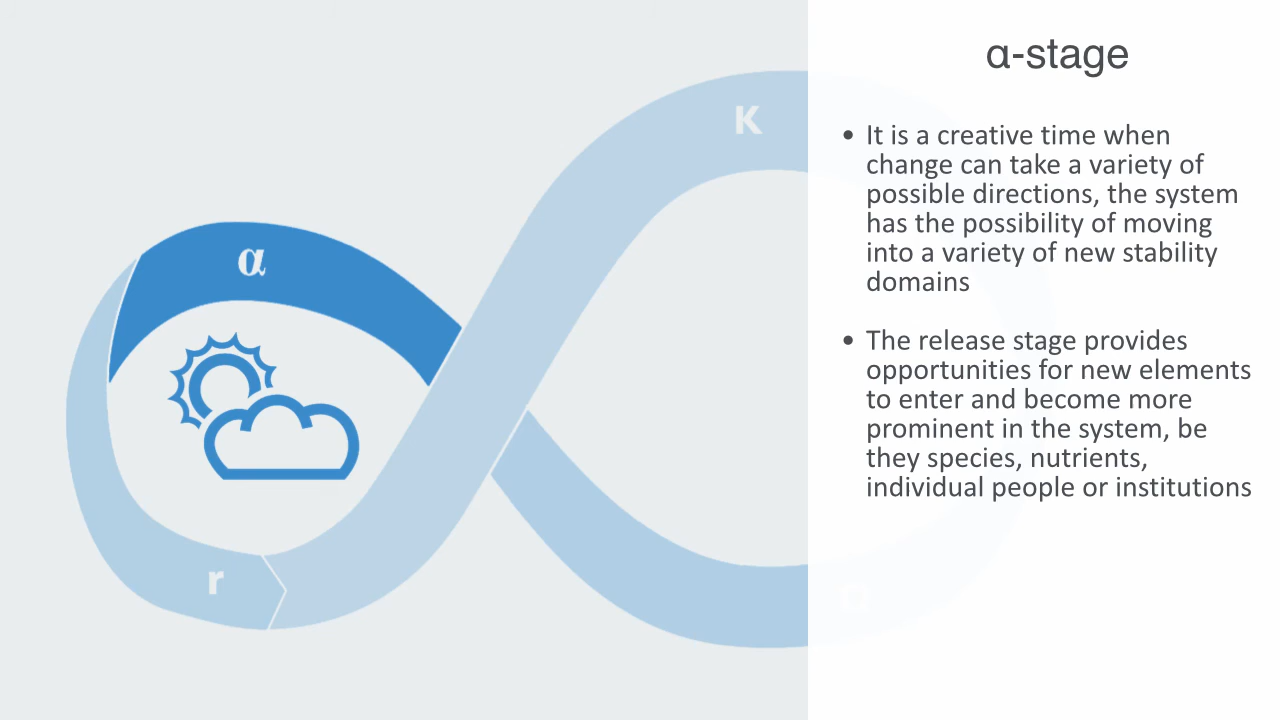 α-stage
K
α
r
Ω
• It is a creative time when
change can take a variety of
possible directions, the system
has the possibility of moving
into a variety of new stability
domains
• The release stage provides
opportunities for new elements
to enter and become more
prominent in the system, be
they species, nutrients,
individual people or institutions